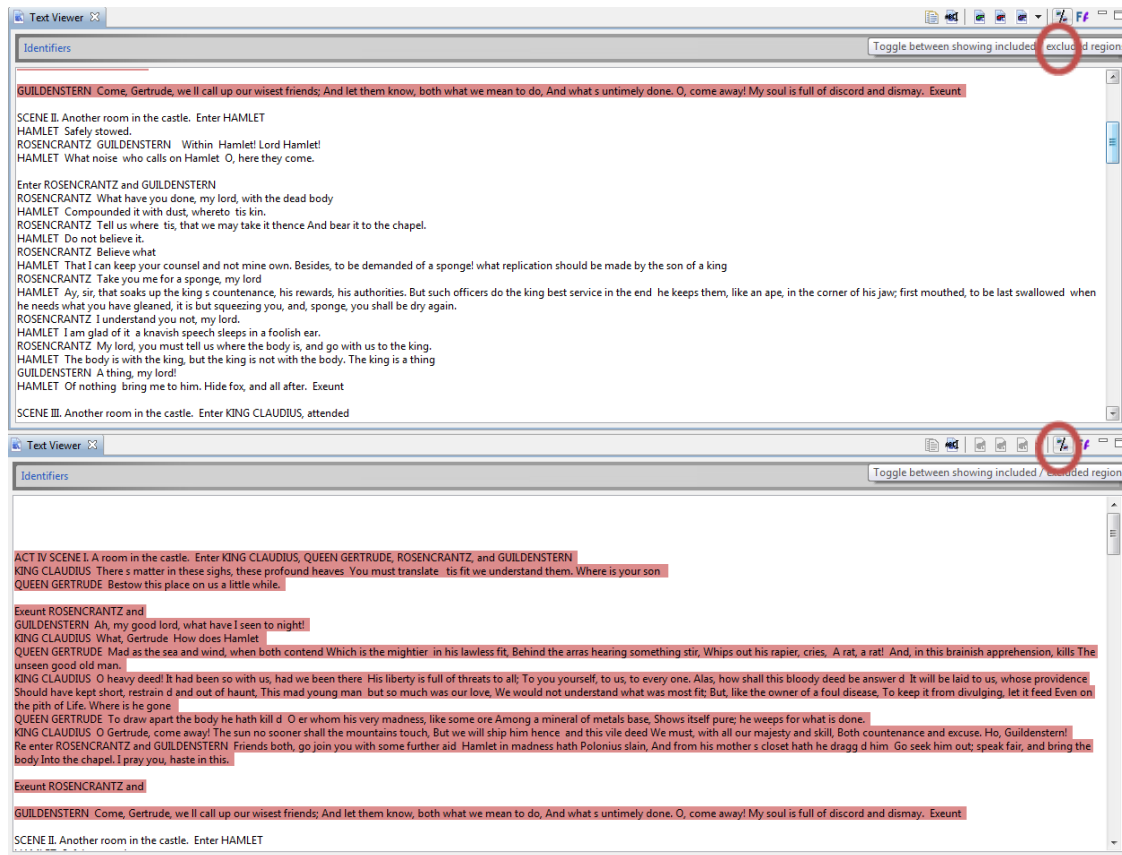 Text Viewer
Identifiers
Toggle between showing included / excluded region
GUILDENSTERN Come, Gertrude, we ll call up our wisest friends; And let them know, both what we mean to do, And what s untimely done. O, come away! My soul is full of discord and dismay. Exeunt
SCENE II. Another room in the castle. Enter HAMLET
HAMLET Safely stowed.
ROSENCRANTZ GUILDENSTERN Within Hamlet! Lord Hamlet!
HAMLET What noise who calls on Hamlet O, here they come.
Enter ROSENCRANTZ and GUILDENSTERN
ROSENCRANTZ What have you done, my lord, with the dead body
HAMLET Compounded it with dust, whereto tis kin.
ROSENCRANTZ Tell us where tis, that we may take it thence And bear it to the chapel.
HAMLET Do not believe it.
ROSENCRANTZ Believe what
HAMLET That I can keep your counsel and not mine own. Besides, to be demanded of a sponge! what replication should be made by the son of a king
ROSENCRANTZ Take you me for a sponge, my lord
HAMLET Ay, sir, that soaks up the king s countenance, his rewards, his authorities. But such officers do the king best service in the end he keeps them, like an ape, in the corner of his jaw; first mouthed, to be last swallowed when
he needs what you have gleaned, it is but squeezing you, and, sponge, you shall be dry again.
ROSENCRANTZ I understand you not, my lord.
HAMLET I am glad of it a knavish speech sleeps in a foolish ear.
ROSENCRANTZ My lord, you must tell us where the body is, and go with us to the king.
HAMLET The body is with the king, but the king is not with the body. The king is a thing
GUILDENSTERN A thing, my lord!
HAMLET Of nothing bring me to him. Hide fox, and all after. Exeunt
SCENE III. Another room in the castle. Enter KING CLAUDIUS, attended
Text Viewer
Identifiers
Toggle between showing included / excluded region
ACT IV SCENE I. A room in the castle. Enter KING CLAUDIUS, QUEEN GERTRUDE, ROSENCRANTZ, and GUILDENSTERN
KING CLAUDIUS There s matter in these sighs, these profound heaves You must translate tis fit we understand them. Where is your son
QUEEN GERTRUDE Bestow this place on us a little while.
Exeunt ROSENCRANTZ and
GUILDENSTERN Ah, my good lord, what have I seen to night!
KING CLAUDIUS What, Gertrude How does Hamlet
QUEEN GERTRUDE Mad as the sea and wind, when both contend Which is the mightier in his lawless fit, Behind the arras hearing something stir, Whips out his rapier, cries, A rat, a rat! And, in this brainish apprehension, kills The
unseen good old man.
KING CLAUDIUS O heavy deed! It had been so with us, had we been there His liberty is full of threats to all; To you yourself, to us, to every one. Alas, how shall this bloody deed be answer d It will be laid to us, whose providence
Should have kept short, restrain d and out of haunt, This mad young man but so much was our love, We would not understand what was most fit; But, like the owner of a foul disease, To keep it from divulging, let it feed Even on
the pith of Life. Where is he gone
QUEEN GERTRUDE To draw apart the body he hath kill d O er whom his very madness, like some ore Among a mineral of metals base, Shows itself pure; he weeps for what is done.
KING CLAUDIUS O Gertrude, come away! The sun no sooner shall the mountains touch, But we will ship him hence and this vile deed We must, with all our majesty and skill, Both countenance and excuse. Ho, Guildenstern!
Re enter ROSENCRANTZ and GUILDENSTERN Friends both, go join you with some further aid Hamlet in madness hath Polonius slain, And from his mother s closet hath he dragg d him Go seek him out; speak fair, and bring the
body Into the chapel. I pray you, haste in this.
Exeunt ROSENCRANTZ and
GUILDENSTERN Come, Gertrude, we ll call up our wisest friends; And let them know, both what we mean to do, And what s untimely done. O, come away! My soul is full of discord and dismay. Exeunt
SCENE II. Another room in the castle. Enter HAMLET